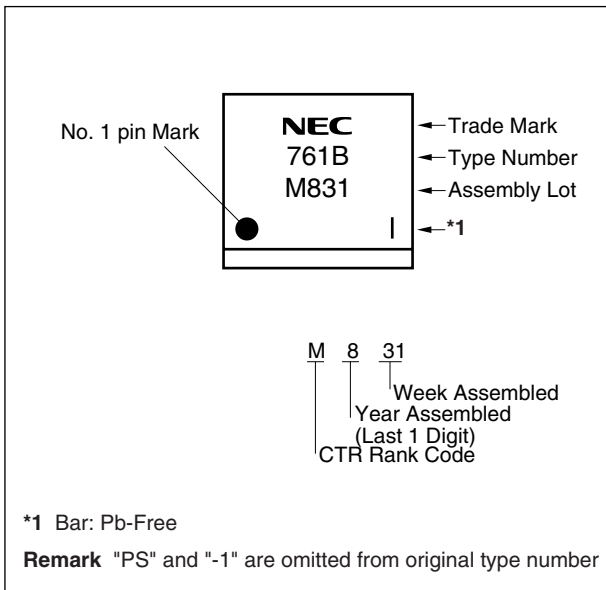 No. 1 pin Mark
NEC
761B
M831
|
Trade Mark
Type Number
Assembly Lot
*1
M 8 31
Week Assembled
Year Assembled
(Last 1 Digit)
CTR Rank Code
*1 Bar: Pb-Free
Remark "PS" and "-1" are omitted from original type number